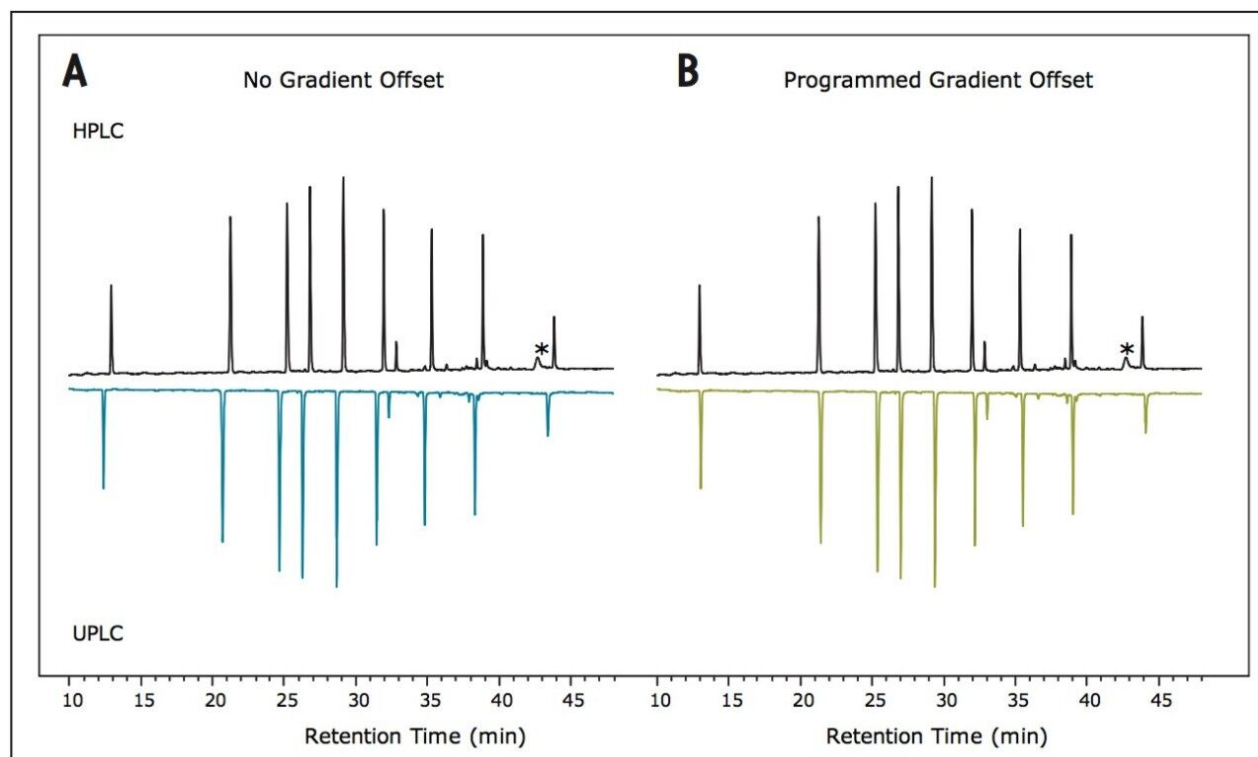 A
No Gradient Offset
HPLC
*
UPLC
10 15 20 25 30 35 40 45
Retention Time (min)
B
Programmed Gradient Offset
*
10 15 20 25 30 35 40 45
Retention Time (min)